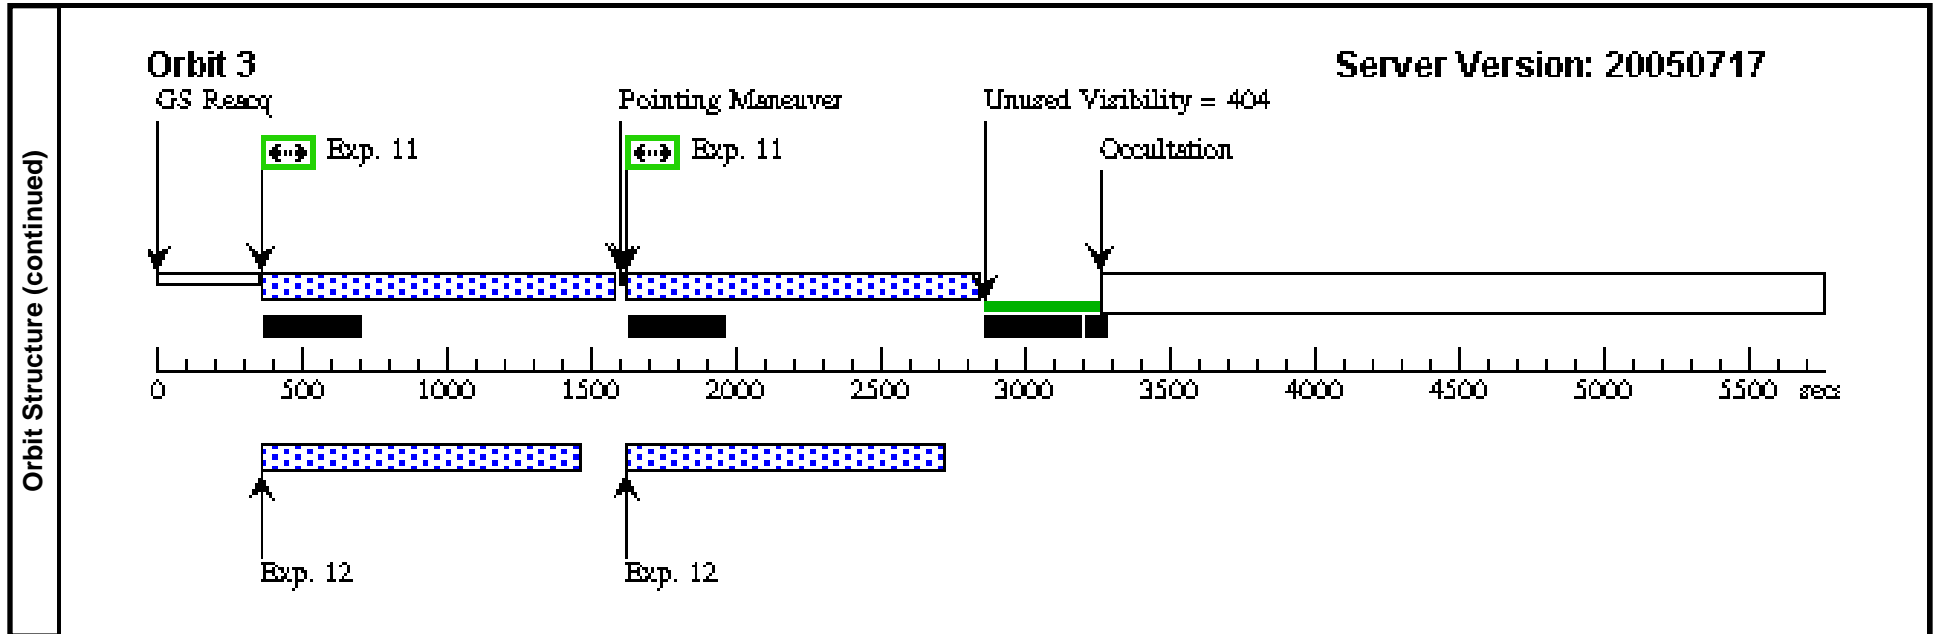 Orbit Structure (continued)
Orbit 3
Server Version: 20050717
GS Reacq
Pointing Maneuver
Unused Visibility = 404
Exp. 11
Exp. 11
Occultation
0 500 1000 1500 2000 2500 3000 3500 4000 4500 5000 5500 secs
Exp. 12
Exp. 12